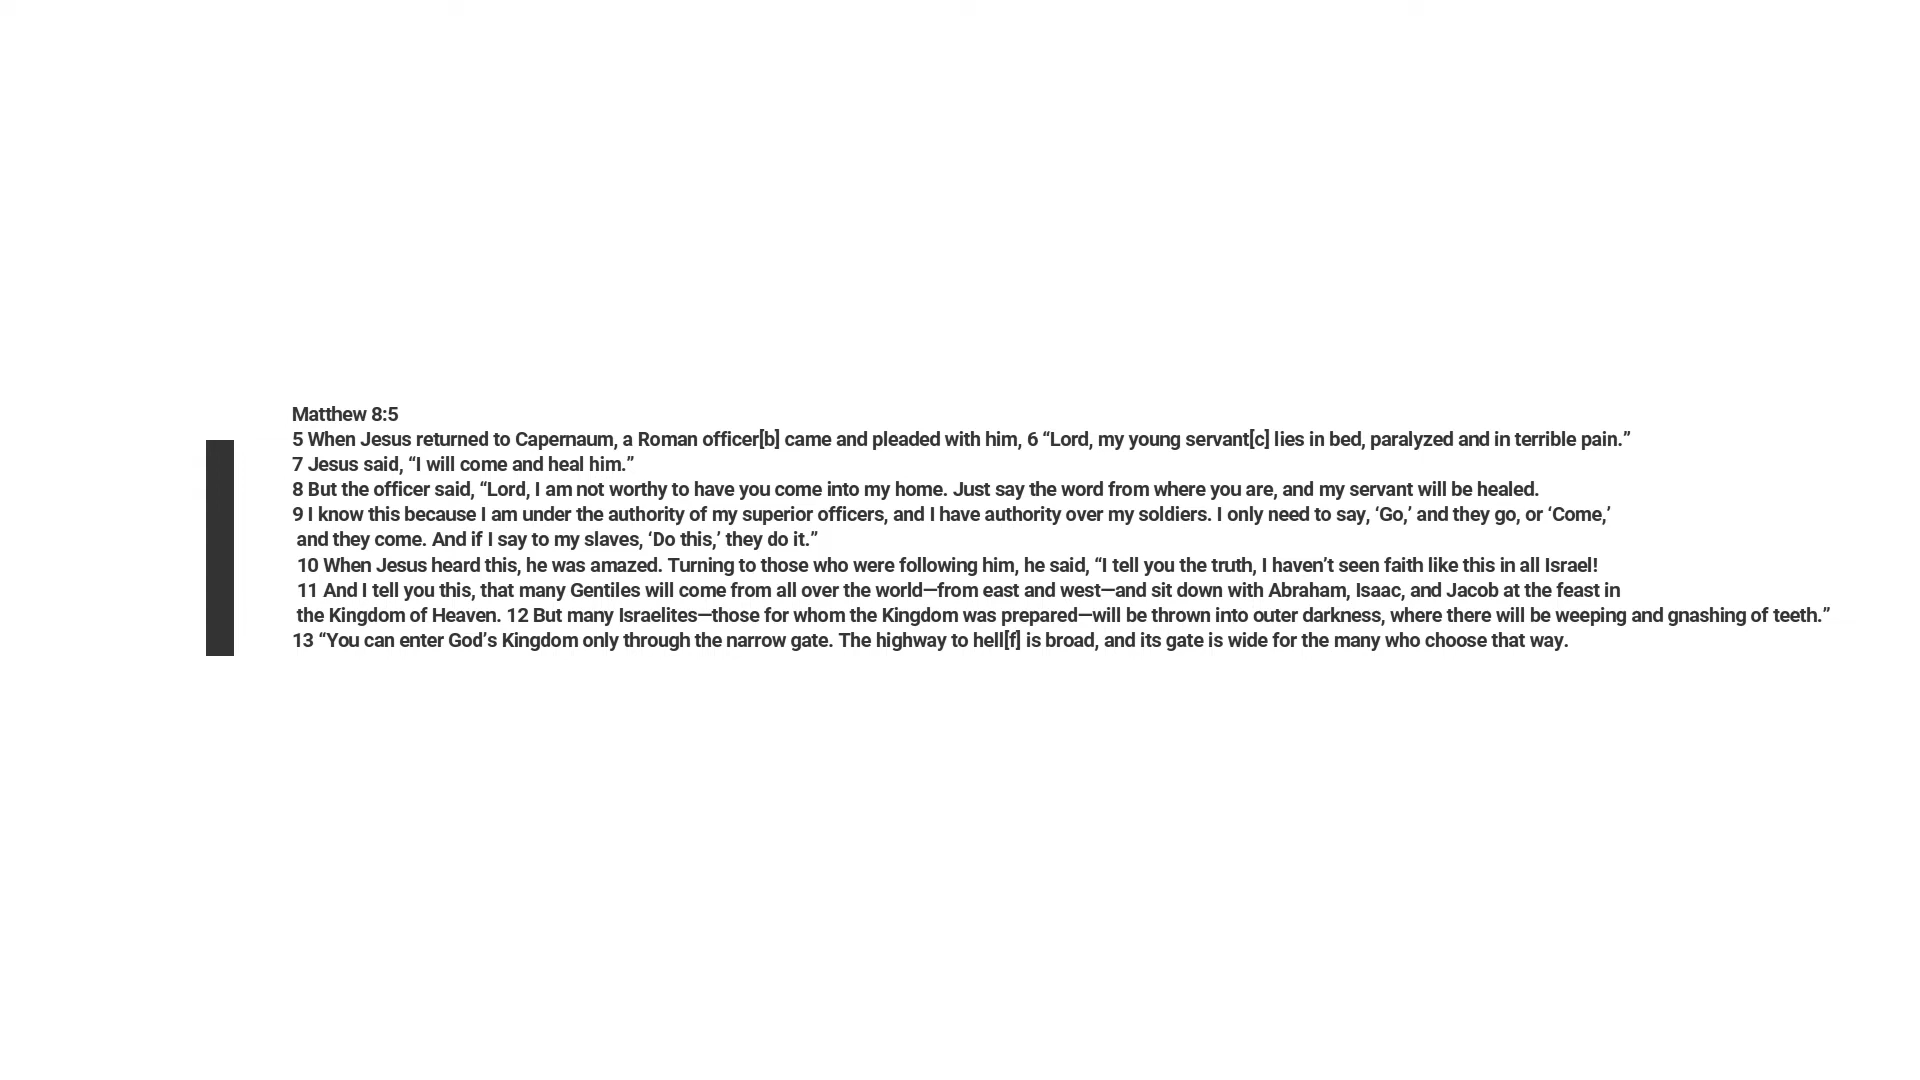 Matthew 8:5
5 When Jesus returned to Capernaum, a Roman officer[b] came and pleaded with him, 6 “Lord, my young servant[c] lies in bed, paralyzed and in terrible pain.”
7 Jesus said, “I will come and heal him.”
8 But the officer said, “Lord, I am not worthy to have you come into my home. Just say the word from where you are, and my servant will be healed.
9 I know this because I am under the authority of my superior officers, and I have authority over my soldiers. I only need to say, ‘Go,’ and they go, or ‘Come,’
and they come. And if I say to my slaves, ‘Do this,’ they do it.”
10 When Jesus heard this, he was amazed. Turning to those who were following him, he said, “I tell you the truth, I haven’t seen faith like this in all Israel!
11 And I tell you this, that many Gentiles will come from all over the world—from east and west—and sit down with Abraham, Isaac, and Jacob at the feast in
the Kingdom of Heaven. 12 But many Israelites—those for whom the Kingdom was prepared—will be thrown into outer darkness, where there will be weeping and gnashing of teeth.”
13 “You can enter God’s Kingdom only through the narrow gate. The highway to hell[f] is broad, and its gate is wide for the many who choose that way.